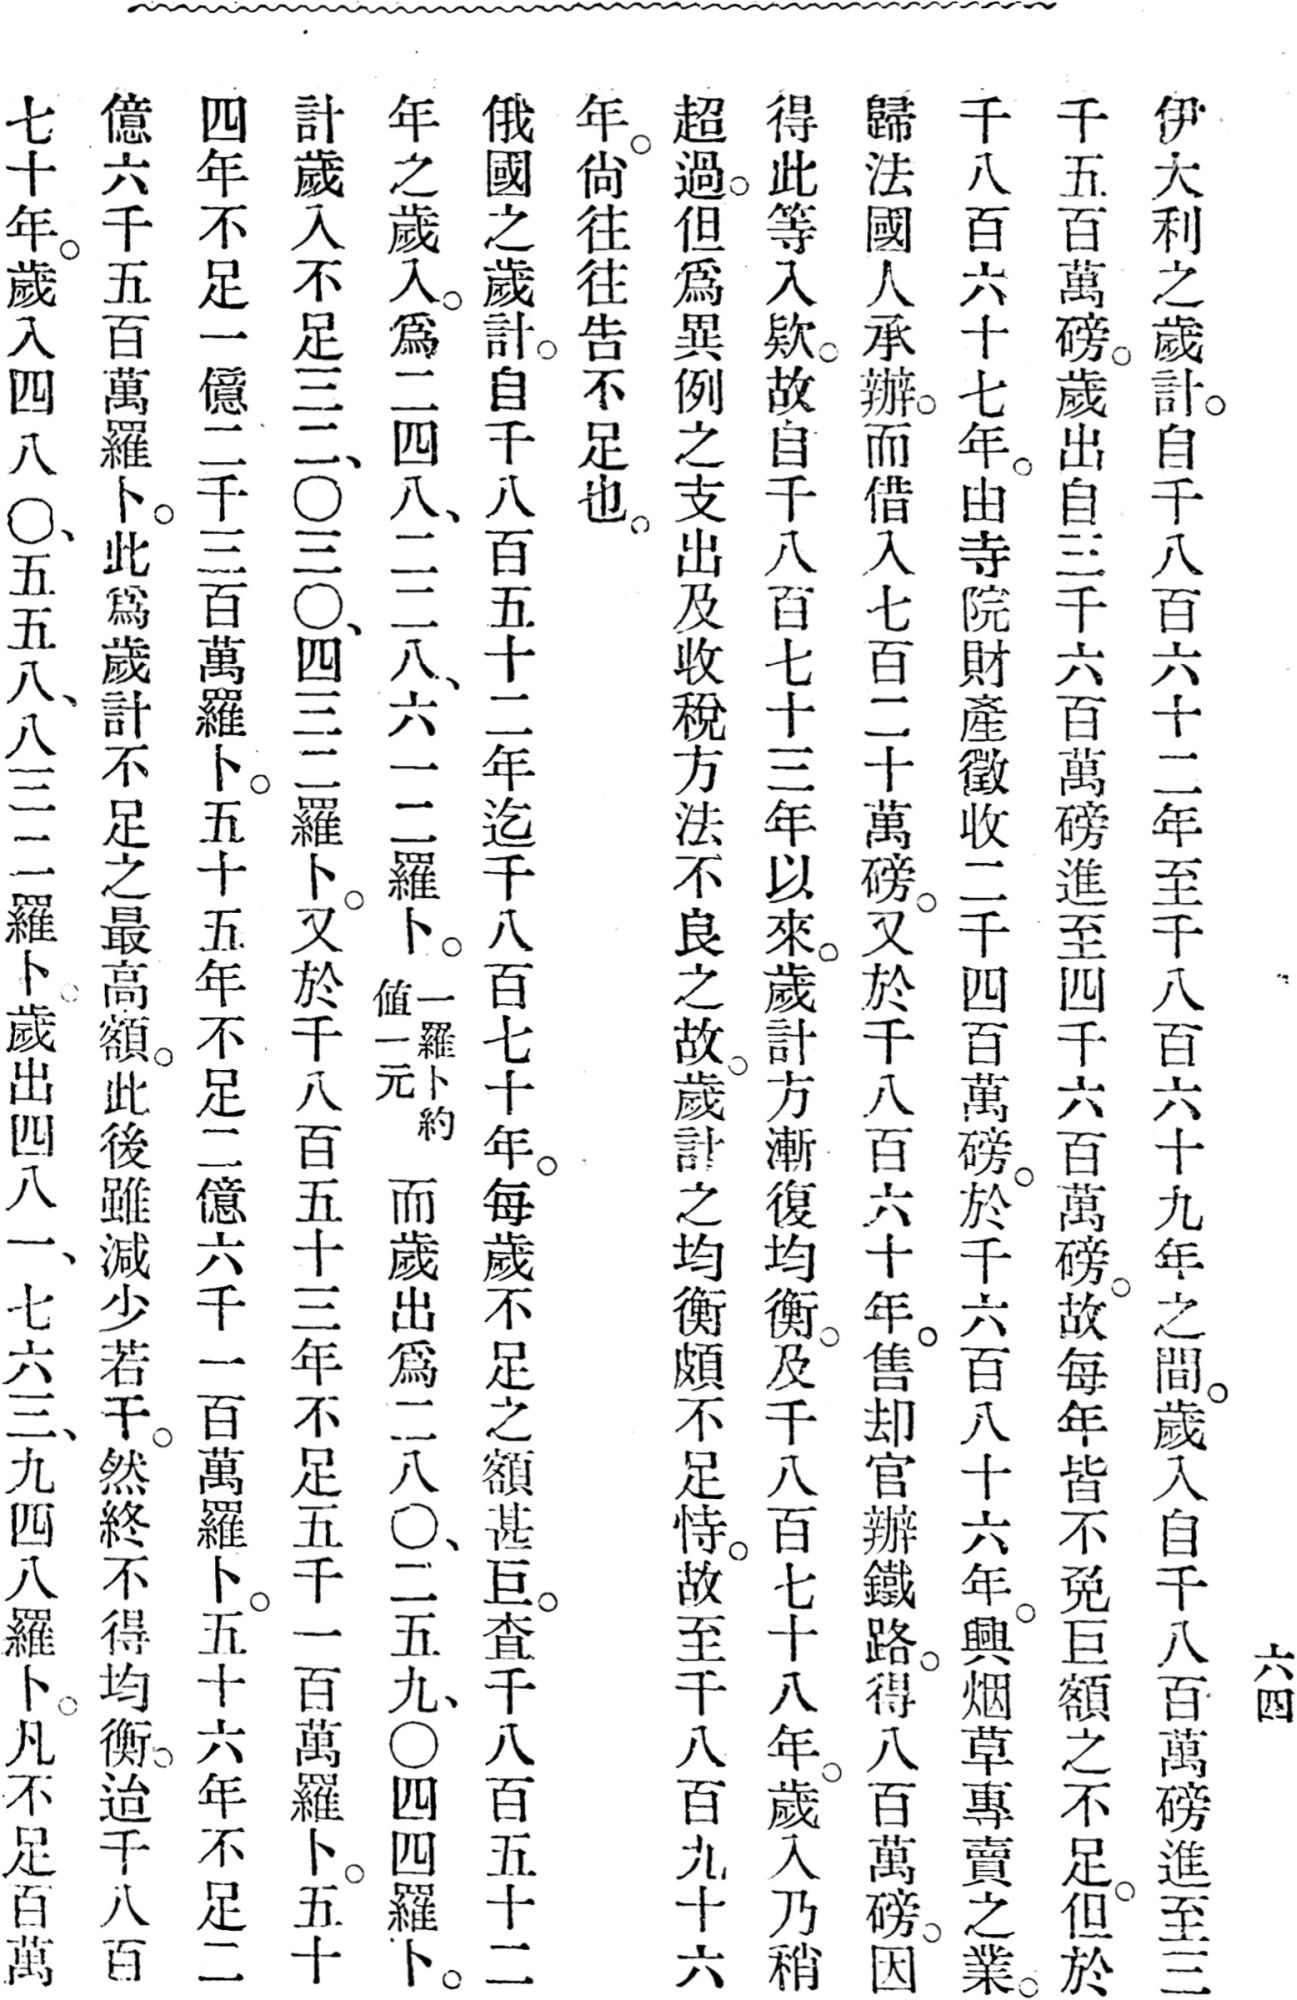 六四
伊大利之歲計。自千八百六十二年至千八百六十九年之間。歲入自千八百萬磅進至三
千五百萬磅。歲出自三千六百萬磅進至四千六百萬磅。故每年皆不免巨額之不足。但於
千八百六十七年。由寺院財產徵收二千四百萬磅。於千六百八十六年。興烟草專賣之業。
歸法國人承辦。而借入七百二十萬磅。又於千八百六十年。售却官辦鐵路。得八百萬磅。因
得此等入欵。故自千八百七十三年以來。歲計方漸復均衡。及千八百七十八年。歲入乃稍
超過。但爲異例之支出及收稅方法不良之故。歲計之均衡頗不足恃。故至千八百九十六
年。尙往往告不足也。
俄國之歲計。自千八百五十二年迄千八百七十年。每歲不足之額甚巨。査千八百五十二
年之歲入。爲二四八、二二八、六一二羅卜。一羅卜約値一元 而歲出爲二八〇、二五九、〇四四羅卜。
計歲入不足三二、〇三〇、四三二羅卜。又於千八百五十三年不足五千一百萬羅卜。五十
四年不足一億二千三百萬羅卜。五十五年不足二億六千一百萬羅卜。五十六年不足二
億六千五百萬羅卜。此爲歲計不足之最高額。此後雖減少若干。然終不得均衡。迨千八百
七十年。歲入四八〇、五五八、八三二羅卜。歲出四八一、七六三、九四八羅卜。凡不足百萬